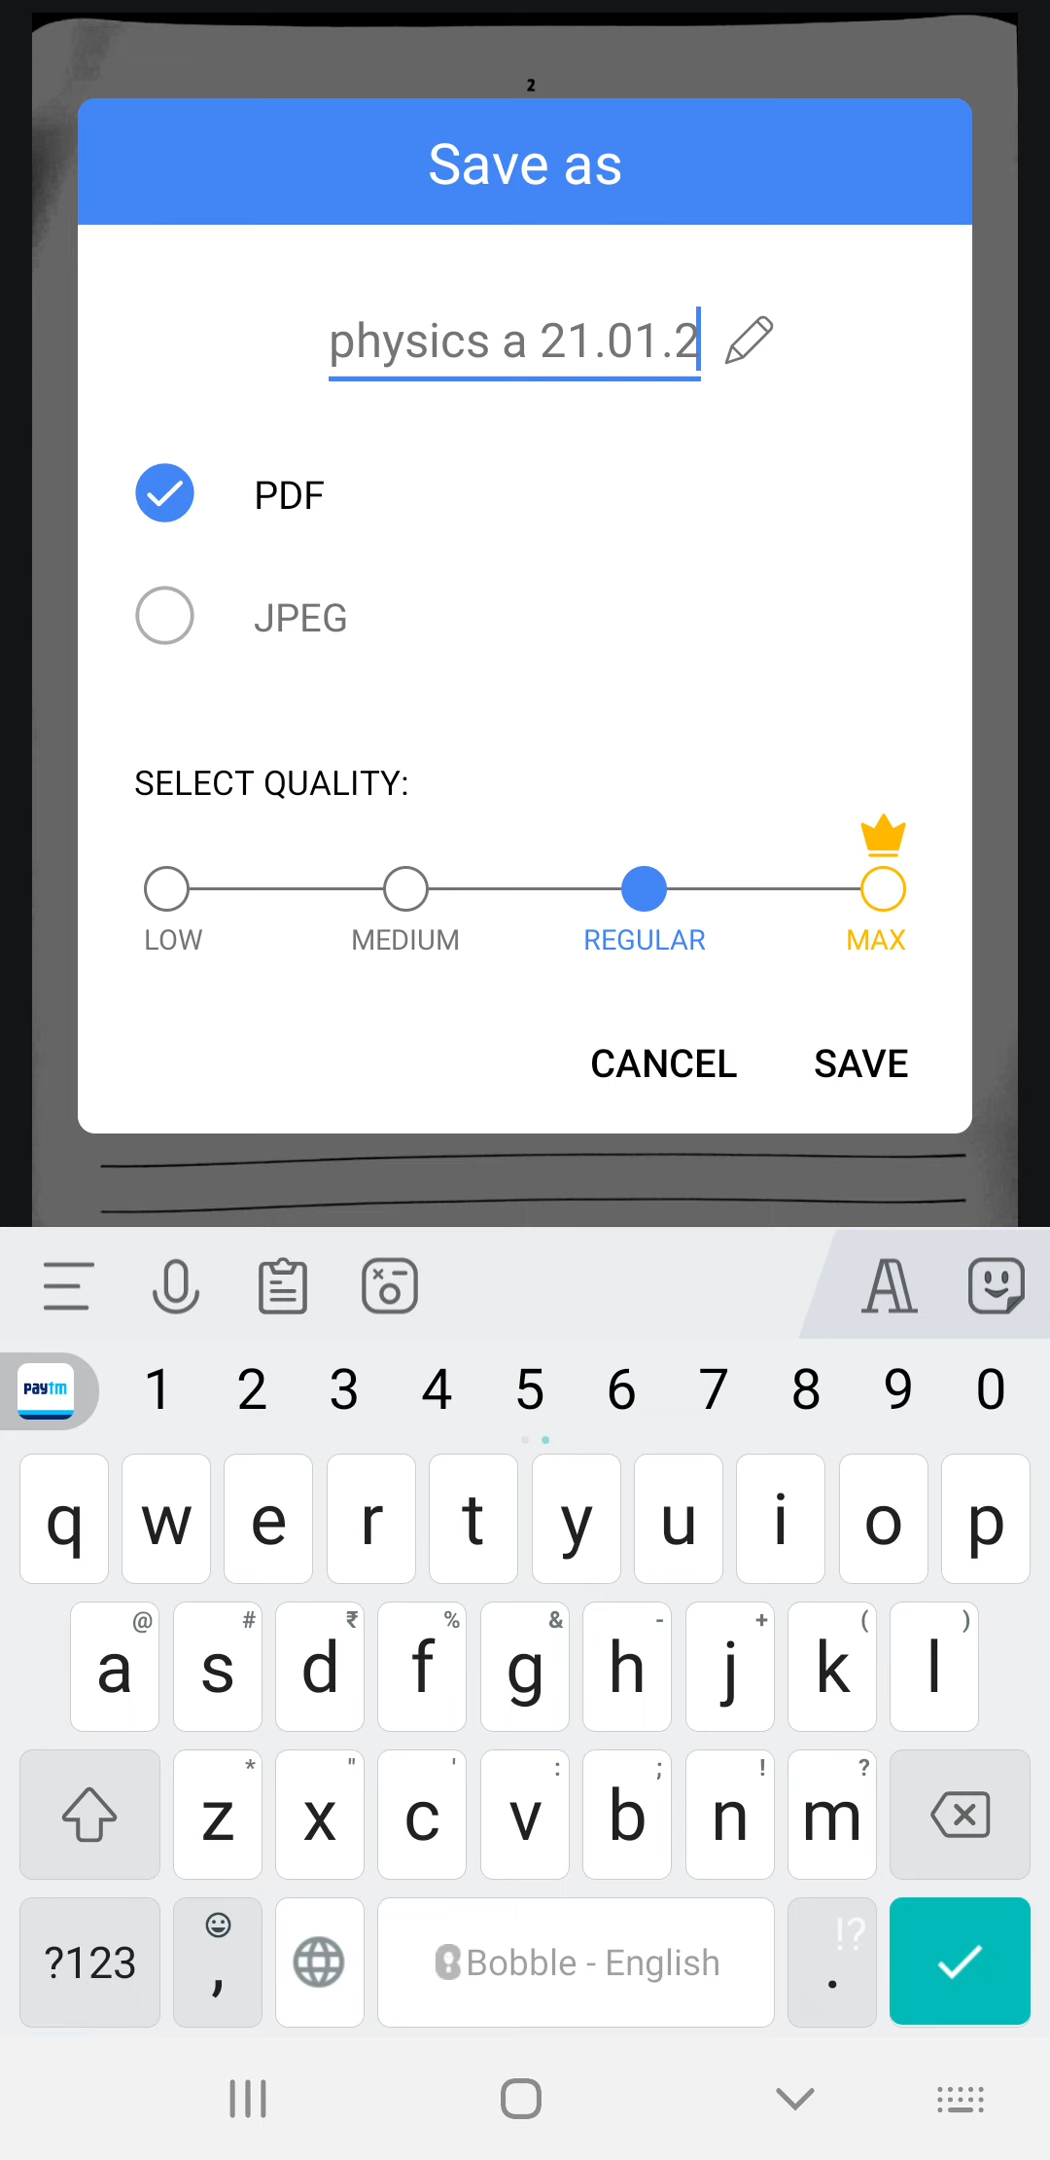 2
Save as
physics a 21.01.2
PDF
JPEG
SELECT QUALITY:
LOW MEDIUM REGULAR MAX
CANCEL SAVE
A
paytm 1 2 3 4 5 6 7 8 9 0
q w e r t y u i o p
@ # ₹ % & - + ( )
a s d f g h j k l
* " ' : ; ! ?
z x c v b n m
!?
?123 , Bobble - English .